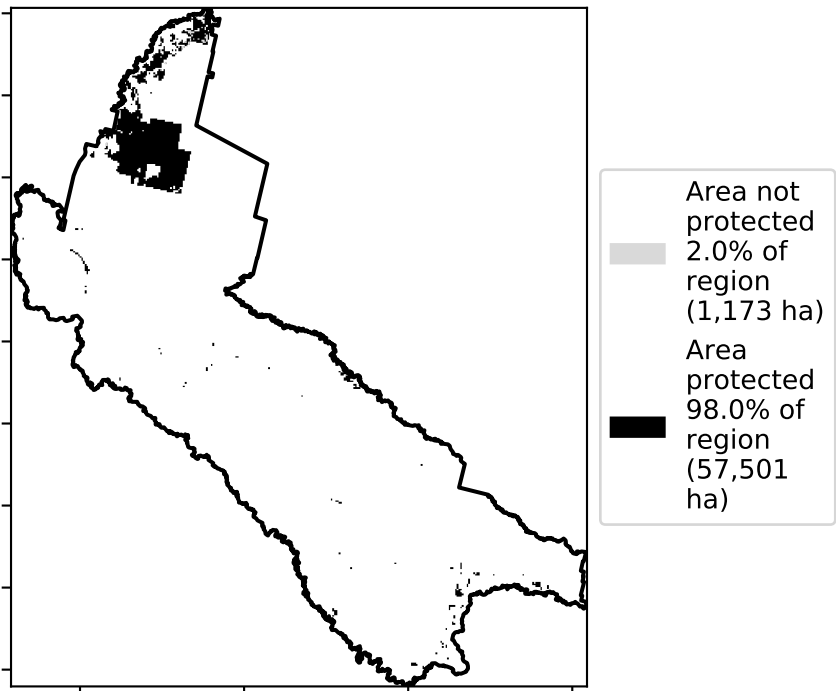 Area not
protected
2.0% of
region
(1,173 ha)
Area
protected
98.0% of
region
(57,501
ha)